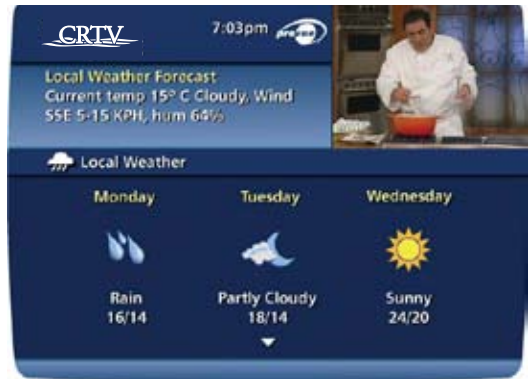 CRTV
7:03pm
Local Weather Forecast
Current temp 15° C Cloudy, Wind
SSE 5-15 KPH, hum 64%
Local Weather
Monday
Tuesday
Wednesday
Rain
Partly Cloudy
Sunny
16/14
18/14
24/20